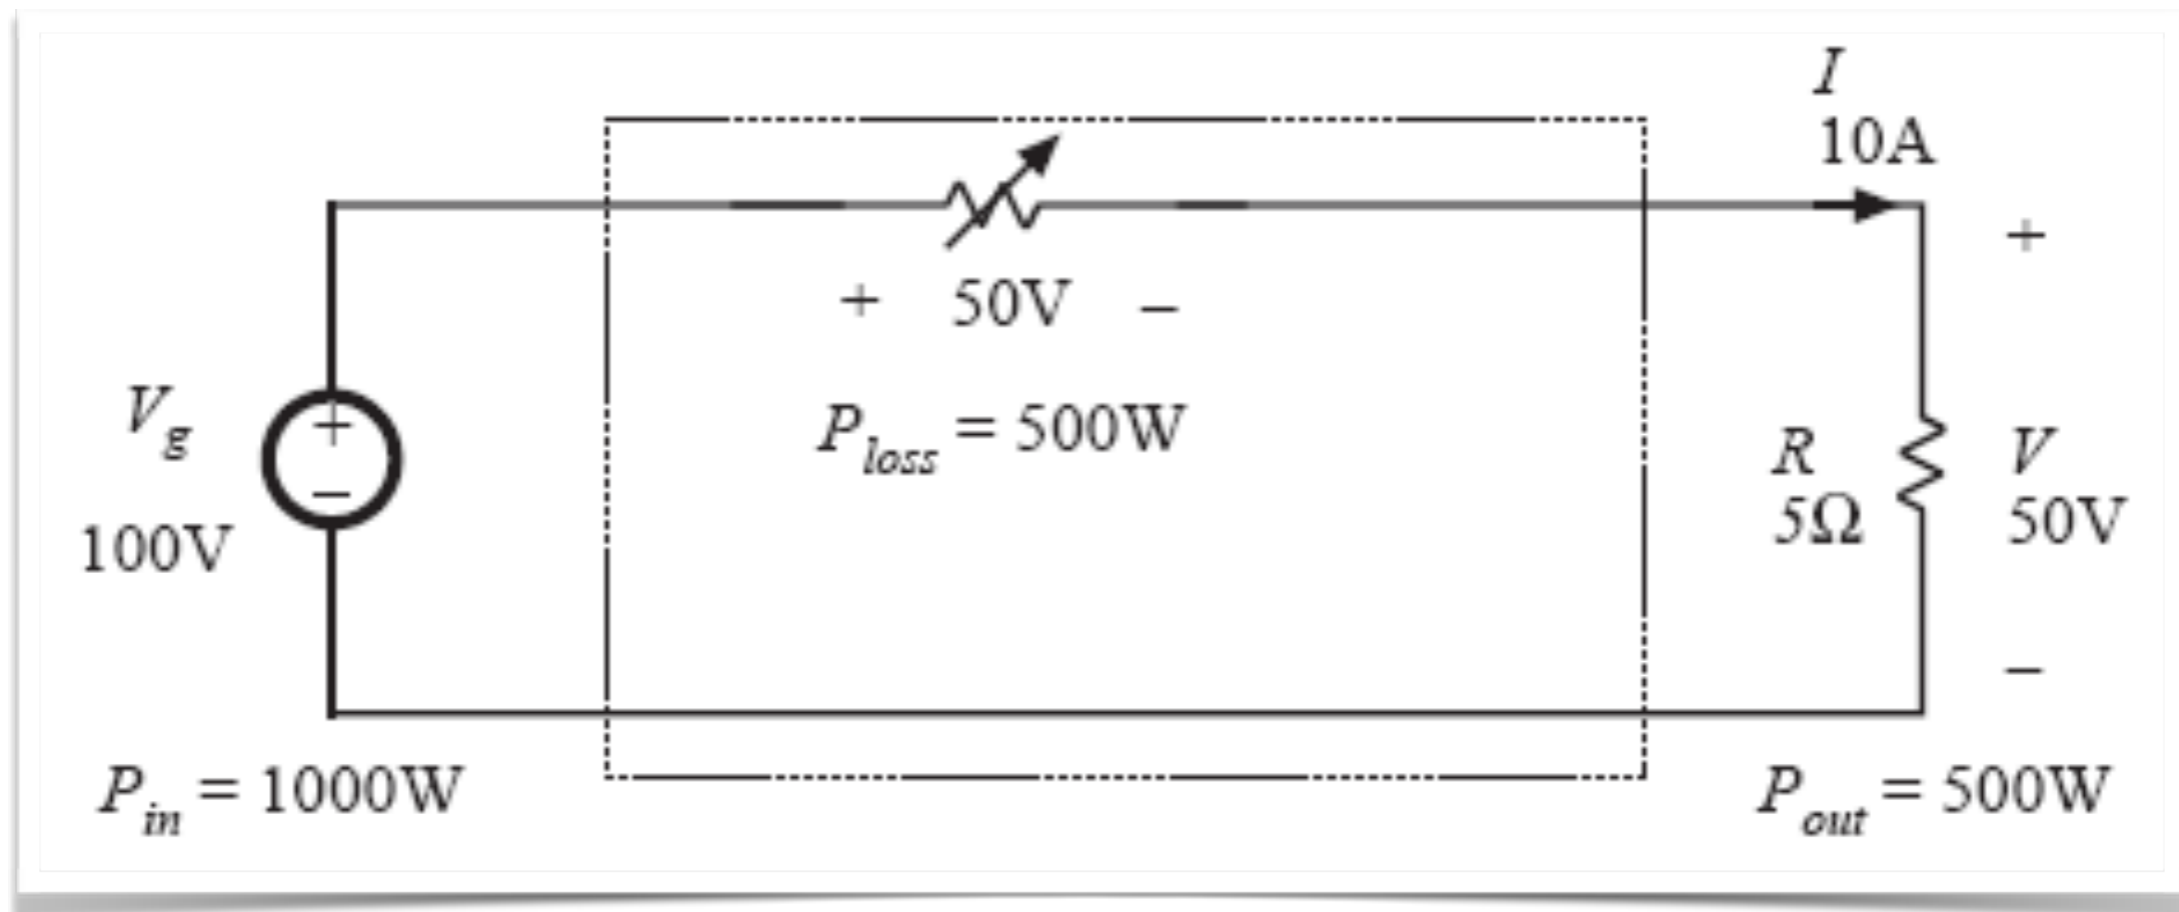 I
10A
+
+ 50V −
V_g
+
−
100V
P_loss = 500W
R
5Ω
V
50V
−
P_in = 1000W
P_out = 500W